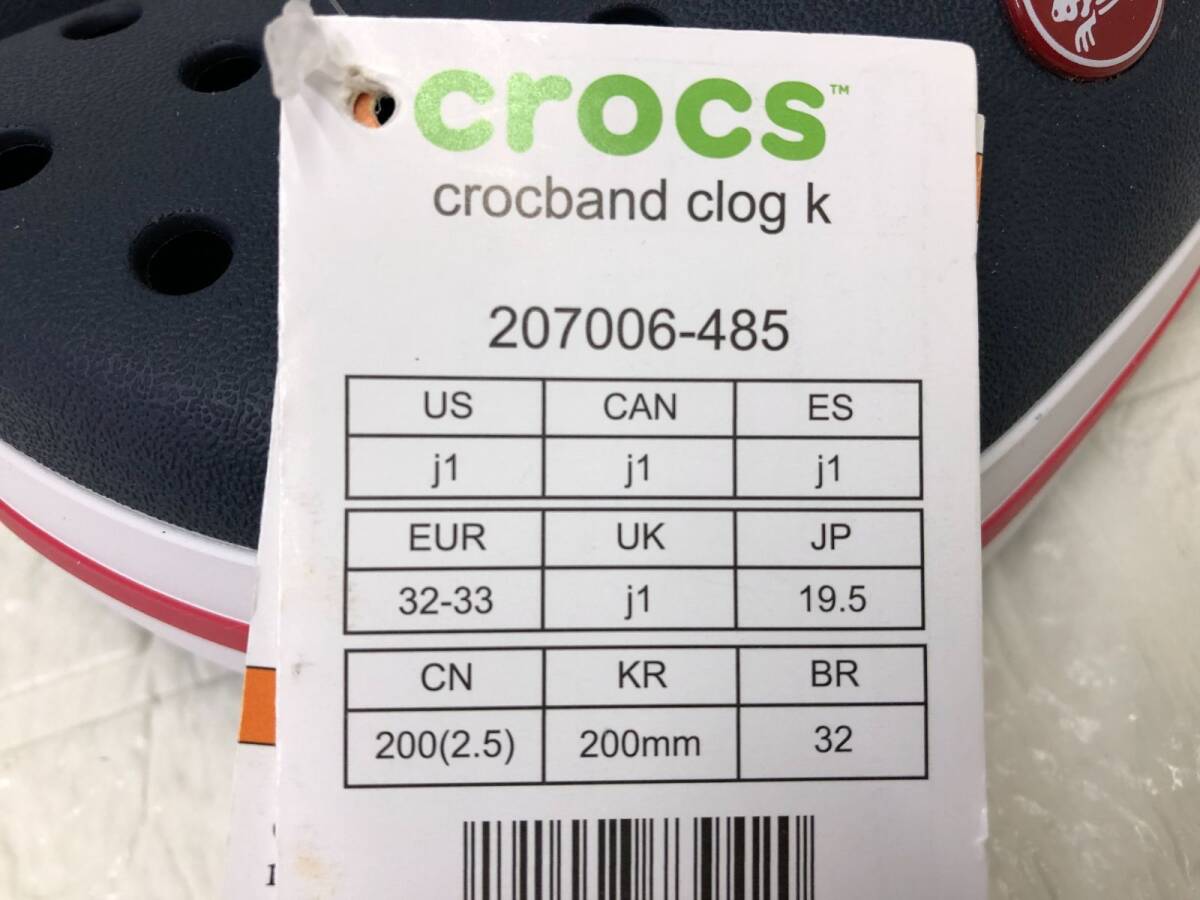 crocs™
crocband clog k
207006-485
US CAN ES
j1 j1 j1
EUR UK JP
32-33 j1 19.5
CN KR BR
200(2.5) 200mm 32